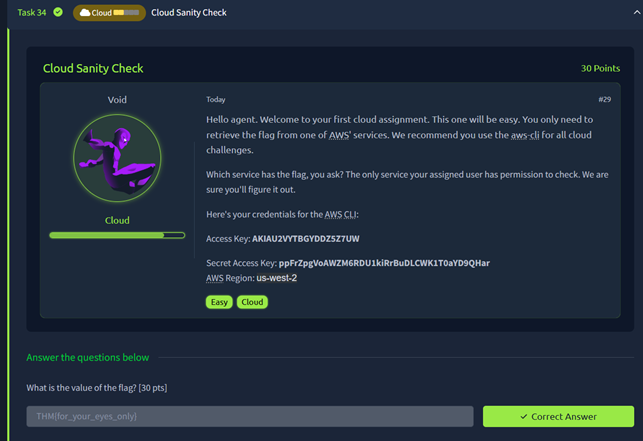 Task 34 Cloud Cloud Sanity Check
Cloud Sanity Check 30 Points
Void
Today #29
Hello agent. Welcome to your first cloud assignment. This one will be easy. You only need to
retrieve the flag from one of AWS' services. We recommend you use the aws-cli for all cloud
challenges.
Which service has the flag, you ask? The only service your assigned user has permission to check. We are
sure you'll figure it out.
Cloud
Here's your credentials for the AWS CLI:
Access Key: AKIAU2VYTBGYDDZ5Z7UW
Secret Access Key: ppFrZpgVoAWZM6RDU1kiRrBuDLCWK1T0aYD9QHar
AWS Region: us-west-2
Easy Cloud
Answer the questions below
What is the value of the flag? [30 pts]
THM{for_your_eyes_only}
Correct Answer